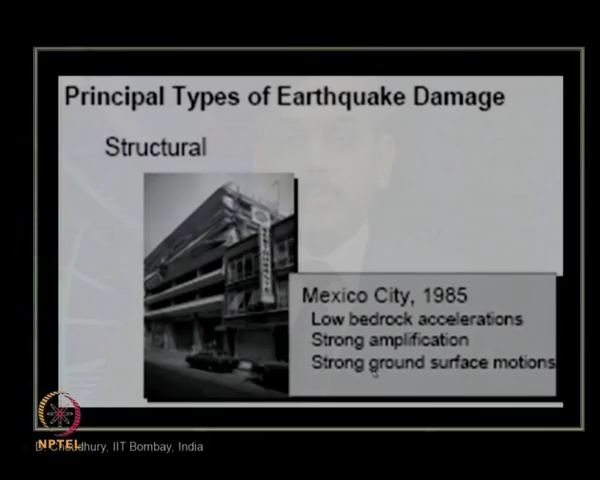 Principal Types of Earthquake Damage
Structural
Mexico City, 1985
Low bedrock accelerations
Strong amplification
Strong ground surface motions
NPTEL
D. Choudhury, IIT Bombay, India